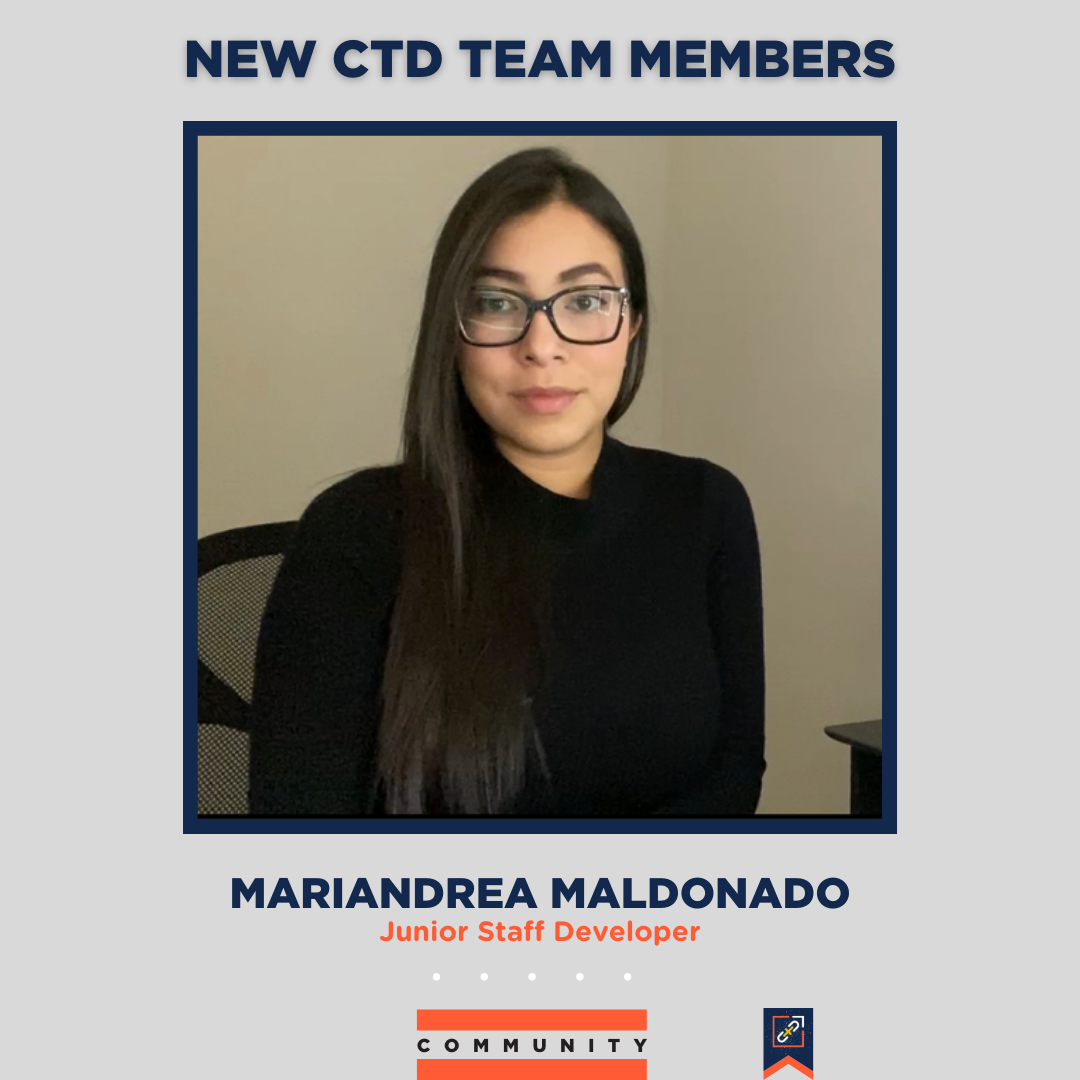 NEW CTD TEAM MEMBERS
MARIANDREA MALDONADO
Junior Staff Developer
COMMUNITY